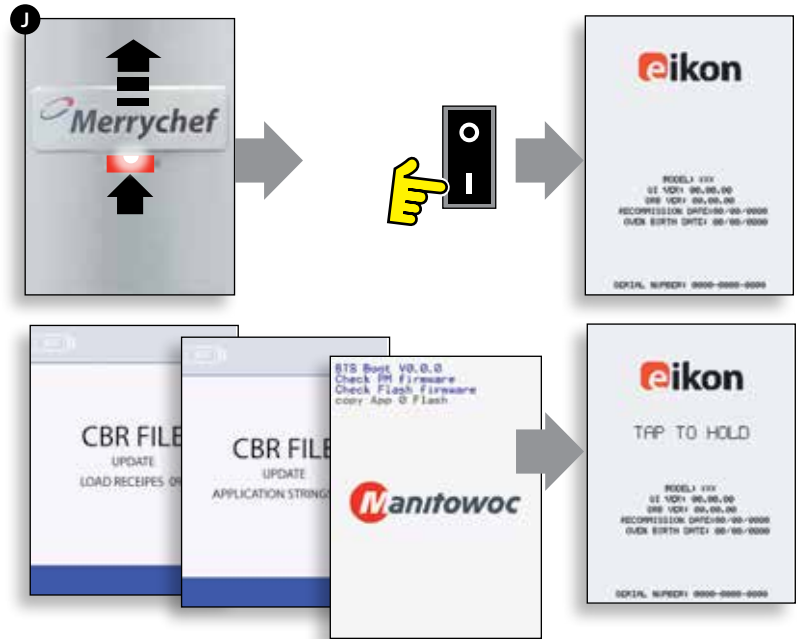 J
Merrychef
eikon
MODEL: XXX
UI VER: 00.00.00
SRB VER: 00.00.00
RECOMMISSION DATE:00/00/0000
OVEN BIRTH DATE: 00/00/0000
SERIAL NUMBER: 0000-0000-0000
CBR FILE
UPDATE
LOAD RECEIPES
CBR FILE
UPDATE
APPLICATION STRINGS
BTS Boot V0.0.0
Check PM firmware
Check Flash firmware
copy App 0 Flash
Manitowoc
eikon
TAP TO HOLD
MODEL: XXX
UI VER: 00.00.00
SRB VER: 00.00.00
RECOMMISSION DATE:00/00/0000
OVEN BIRTH DATE: 00/00/0000
SERIAL NUMBER: 0000-0000-0000